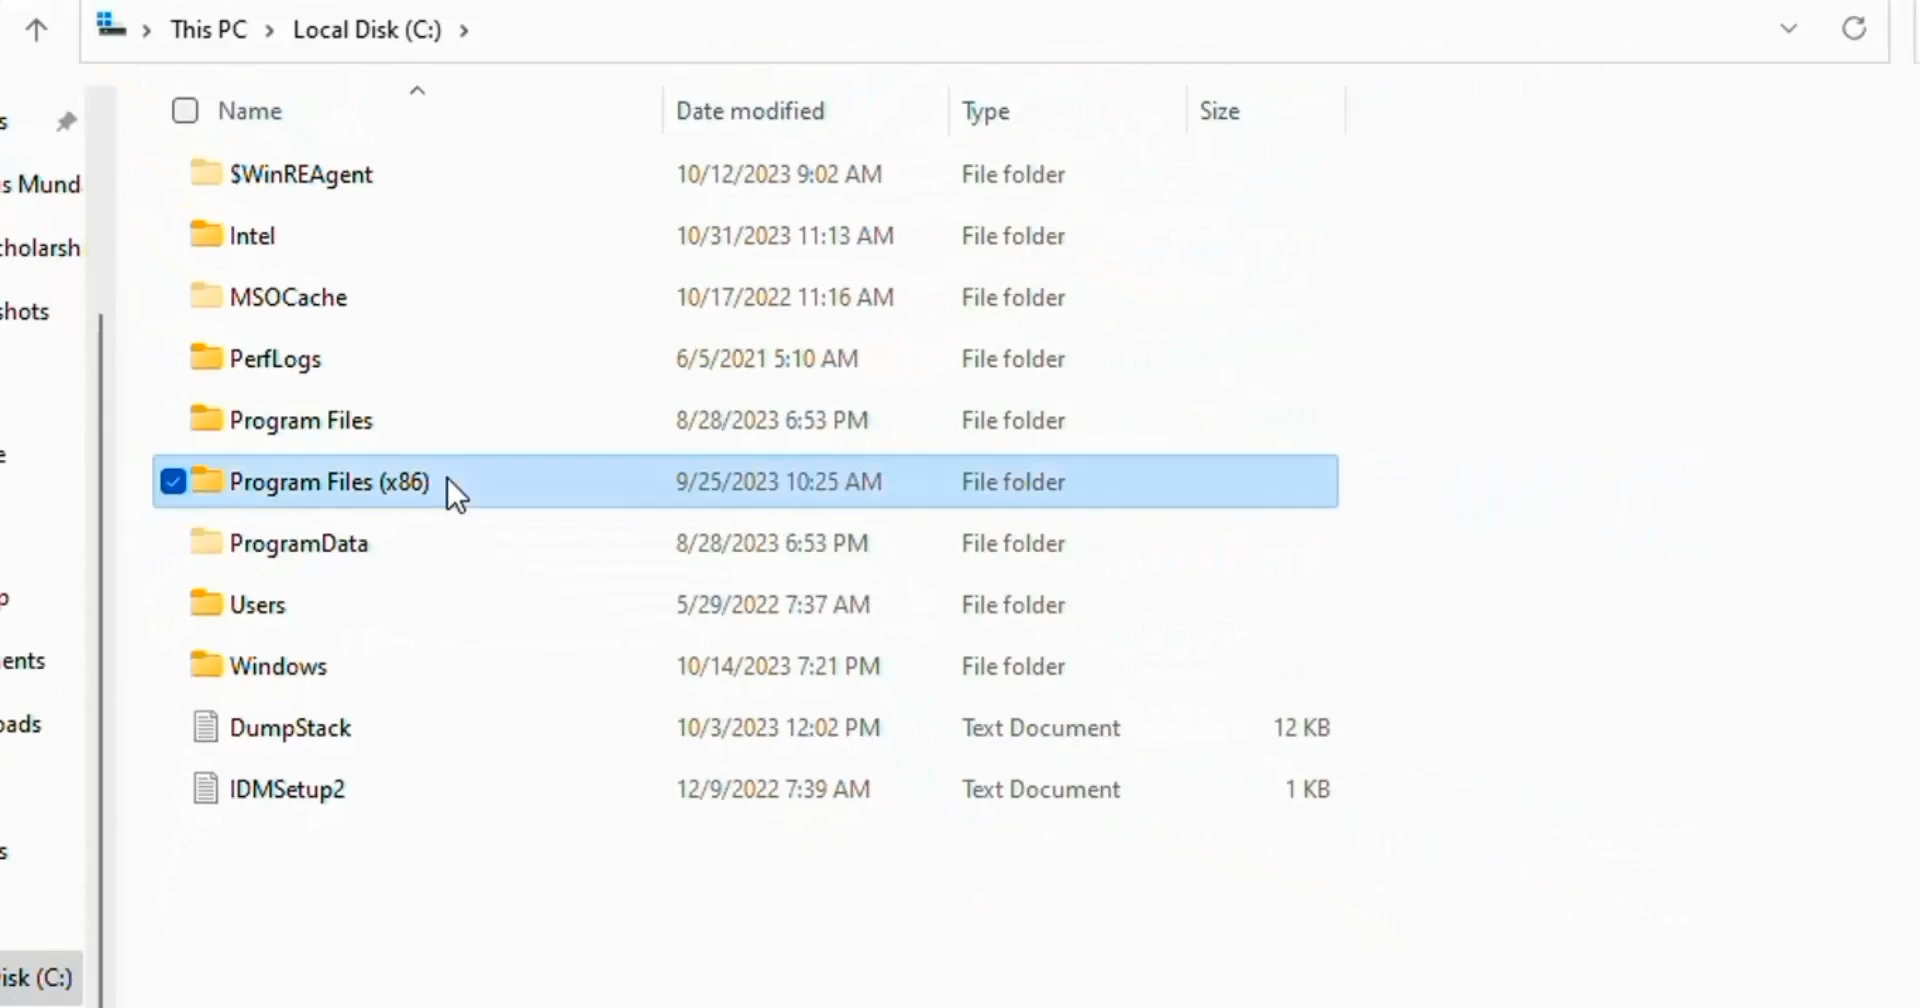 This PC > Local Disk (C:) >
Name Date modified Type Size
$WinREAgent 10/12/2023 9:02 AM File folder
Intel 10/31/2023 11:13 AM File folder
MSOCache 10/17/2022 11:16 AM File folder
PerfLogs 6/5/2021 5:10 AM File folder
Program Files 8/28/2023 6:53 PM File folder
Program Files (x86) 9/25/2023 10:25 AM File folder
ProgramData 8/28/2023 6:53 PM File folder
Users 5/29/2022 7:37 AM File folder
Windows 10/14/2023 7:21 PM File folder
DumpStack 10/3/2023 12:02 PM Text Document 12 KB
IDMSetup2 12/9/2022 7:39 AM Text Document 1 KB
s
s Mund
cholarsh
shots
e
p
ents
oads
s
isk (C:)